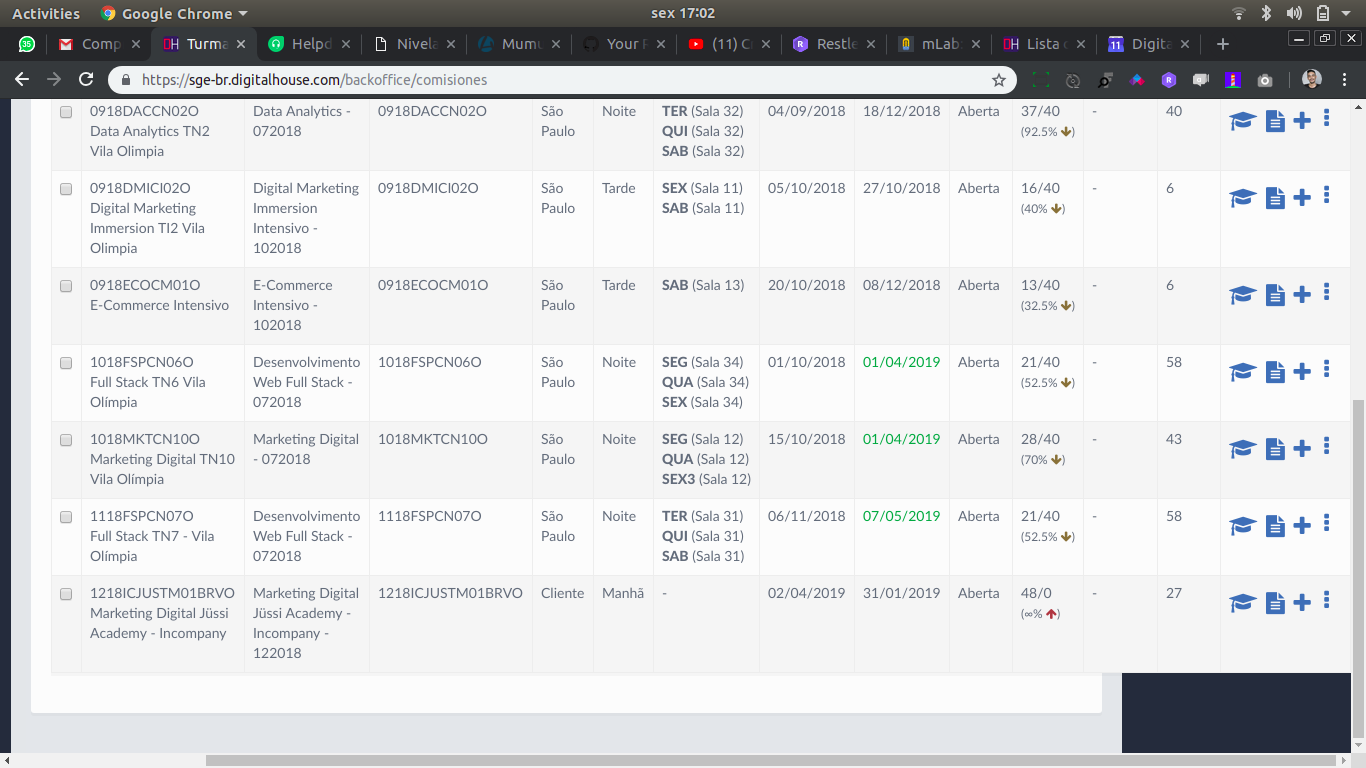 Activities
Google Chrome
sex 17:02
35
Comp
Turma
Helpd
Nivela
Mumu
Your P
(11) C
Restle
mLab
Lista
11 Digita
https://sge-br.digitalhouse.com/backoffice/comisiones
0918DACCN02O
Data Analytics TN2
Vila Olimpia
Data Analytics -
072018
0918DACCN02O
São
Paulo
Noite
TER (Sala 32)
QUI (Sala 32)
SAB (Sala 32)
04/09/2018
18/12/2018
Aberta
37/40
(92.5% )
-
40
0918DMICI02O
Digital Marketing
Immersion TI2 Vila
Olimpia
Digital Marketing
Immersion
Intensivo -
102018
0918DMICI02O
São
Paulo
Tarde
SEX (Sala 11)
SAB (Sala 11)
05/10/2018
27/10/2018
Aberta
16/40
(40% )
-
6
0918ECOCM01O
E-Commerce Intensivo
E-Commerce
Intensivo -
102018
0918ECOCM01O
São
Paulo
Tarde
SAB (Sala 13)
20/10/2018
08/12/2018
Aberta
13/40
(32.5% )
-
6
1018FSPCN06O
Full Stack TN6 Vila
Olímpia
Desenvolvimento
Web Full Stack -
072018
1018FSPCN06O
São
Paulo
Noite
SEG (Sala 34)
QUA (Sala 34)
SEX (Sala 34)
01/10/2018
01/04/2019
Aberta
21/40
(52.5% )
-
58
1018MKTCN10O
Marketing Digital TN10
Vila Olímpia
Marketing Digital
- 072018
1018MKTCN10O
São
Paulo
Noite
SEG (Sala 12)
QUA (Sala 12)
SEX3 (Sala 12)
15/10/2018
01/04/2019
Aberta
28/40
(70% )
-
43
1118FSPCN07O
Full Stack TN7 - Vila
Olímpia
Desenvolvimento
Web Full Stack -
072018
1118FSPCN07O
São
Paulo
Noite
TER (Sala 31)
QUI (Sala 31)
SAB (Sala 31)
06/11/2018
07/05/2019
Aberta
21/40
(52.5% )
-
58
1218ICJUSTM01BRVO
Marketing Digital Jüssi
Academy - Incompany
Marketing Digital
Jüssi Academy -
Incompany -
122018
1218ICJUSTM01BRVO
Cliente
Manhã
-
02/04/2019
31/01/2019
Aberta
48/0
(∞% )
-
27